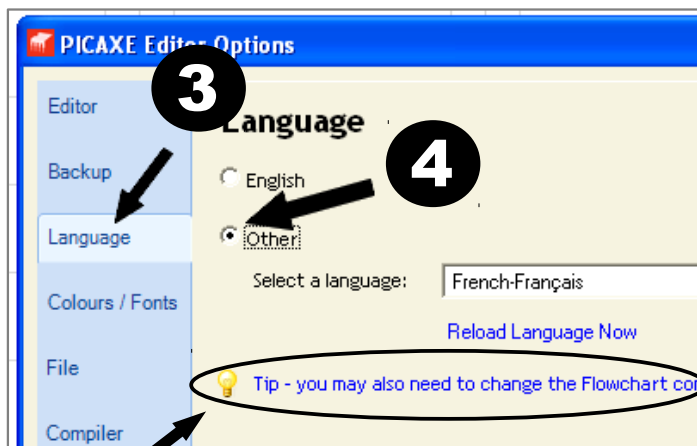 PICAXE Editor Options
3
Editor
Language
4
Backup
English
Language
Other
Select a language:
French-Français
Colours / Fonts
Reload Language Now
File
Tip - you may also need to change the Flowchart
Compiler